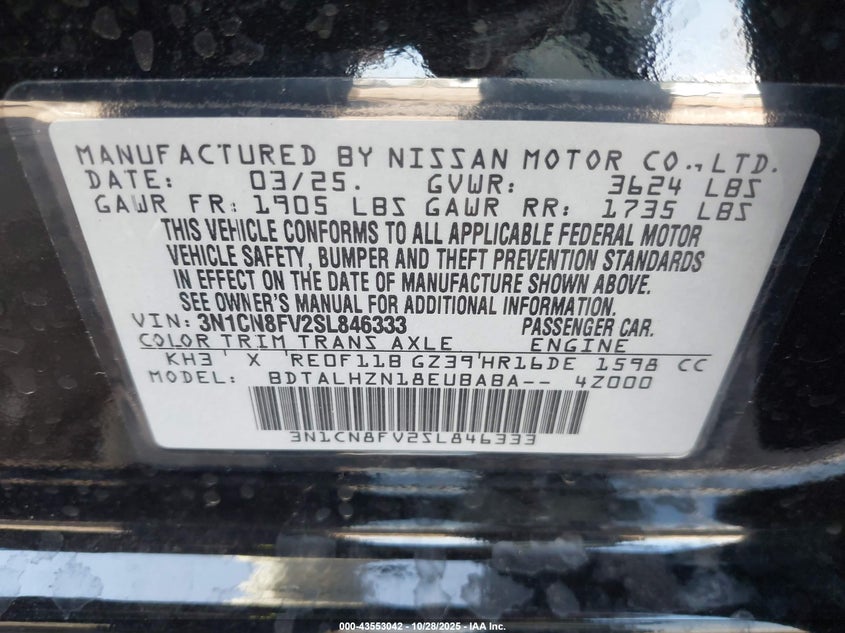 MANUFACTURED BY NISSAN MOTOR CO., LTD.
DATE: 03/25. GVWR: 3624 LBS
GAWR FR: 1905 LBS GAWR RR: 1735 LBS
THIS VEHICLE CONFORMS TO ALL APPLICABLE FEDERAL MOTOR
VEHICLE SAFETY, BUMPER AND THEFT PREVENTION STANDARDS
IN EFFECT ON THE DATE OF MANUFACTURE SHOWN ABOVE.
SEE OWNER'S MANUAL FOR ADDITIONAL INFORMATION.
VIN: 3N1CN8FV2SL846333 PASSENGER CAR.
COLOR TRIM TRANS AXLE ENGINE
KH3 X RE0F11B GZ39 HR16DE 1598 CC
MODEL: BDTALHZN18EUBABA-- 4Z000
3N1CN8FV2SL846333
000-43553042 - 10/28/2025 - IAA Inc.